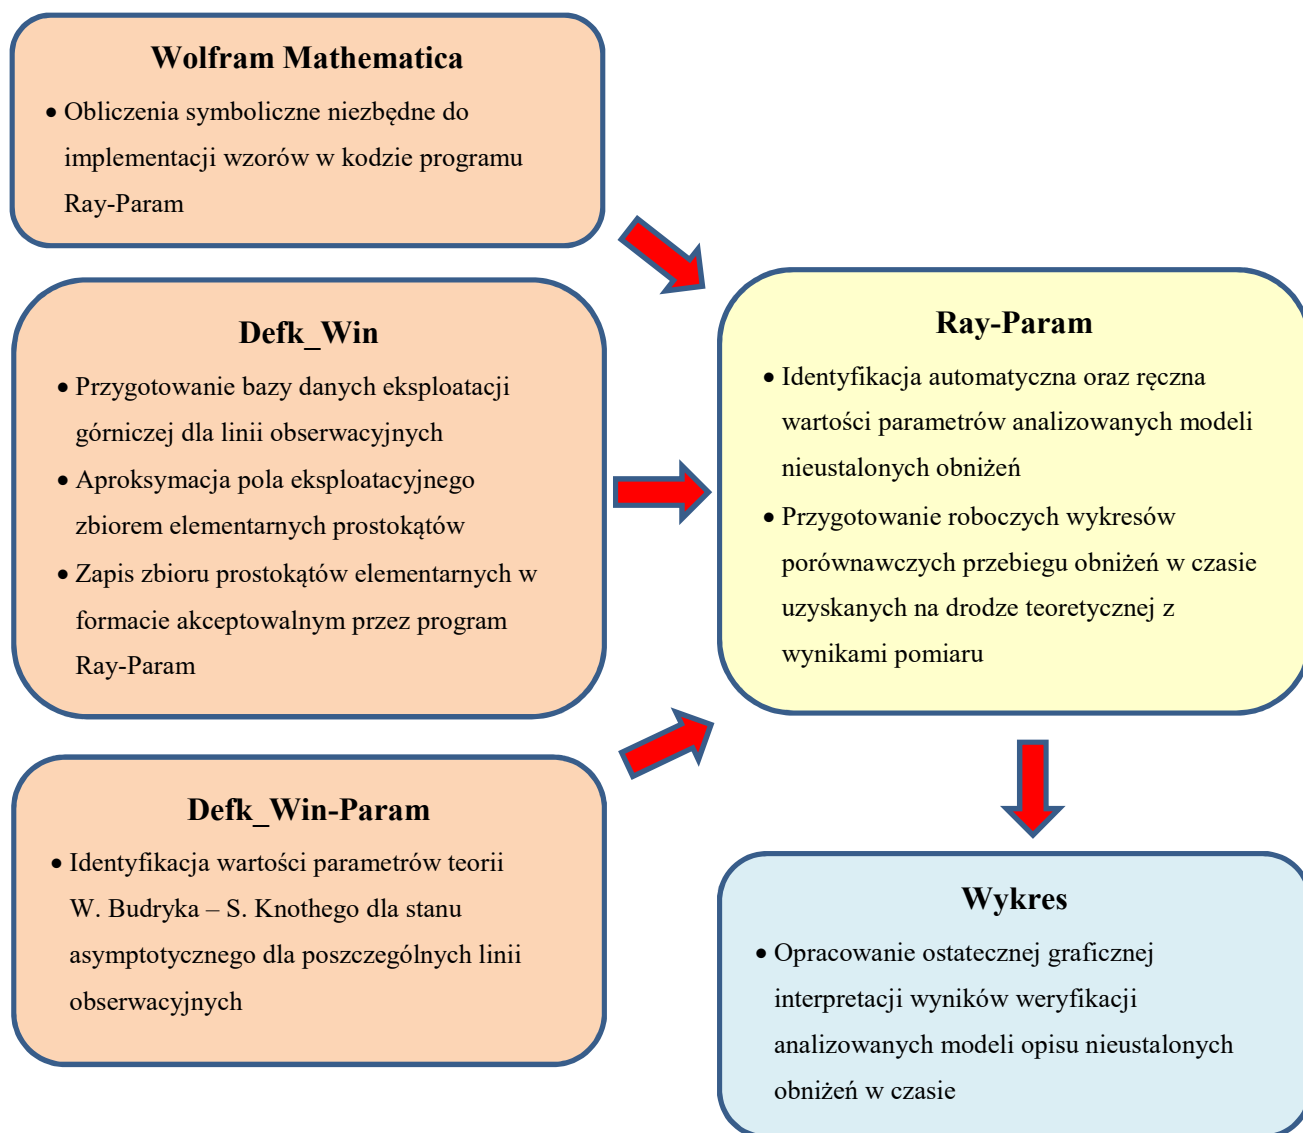 Wolfram Mathematica
• Obliczenia symboliczne niezbędne do
implementacji wzorów w kodzie programu
Ray-Param
Defk_Win
• Przygotowanie bazy danych eksploatacji
górniczej dla linii obserwacyjnych
• Aproksymacja pola eksploatacyjnego
zbiorem elementarnych prostokątów
• Zapis zbioru prostokątów elementarnych w
formacie akceptowalnym przez program
Ray-Param
Defk_Win-Param
• Identyfikacja wartości parametrów teorii
W. Budryka – S. Knothego dla stanu
asymptotycznego dla poszczególnych linii
obserwacyjnych
Ray-Param
• Identyfikacja automatyczna oraz ręczna
wartości parametrów analizowanych modeli
nieustalonych obniżeń
• Przygotowanie roboczych wykresów
porównawczych przebiegu obniżeń w czasie
uzyskanych na drodze teoretycznej z
wynikami pomiaru
Wykres
• Opracowanie ostatecznej graficznej
interpretacji wyników weryfikacji
analizowanych modeli opisu nieustalonych
obniżeń w czasie